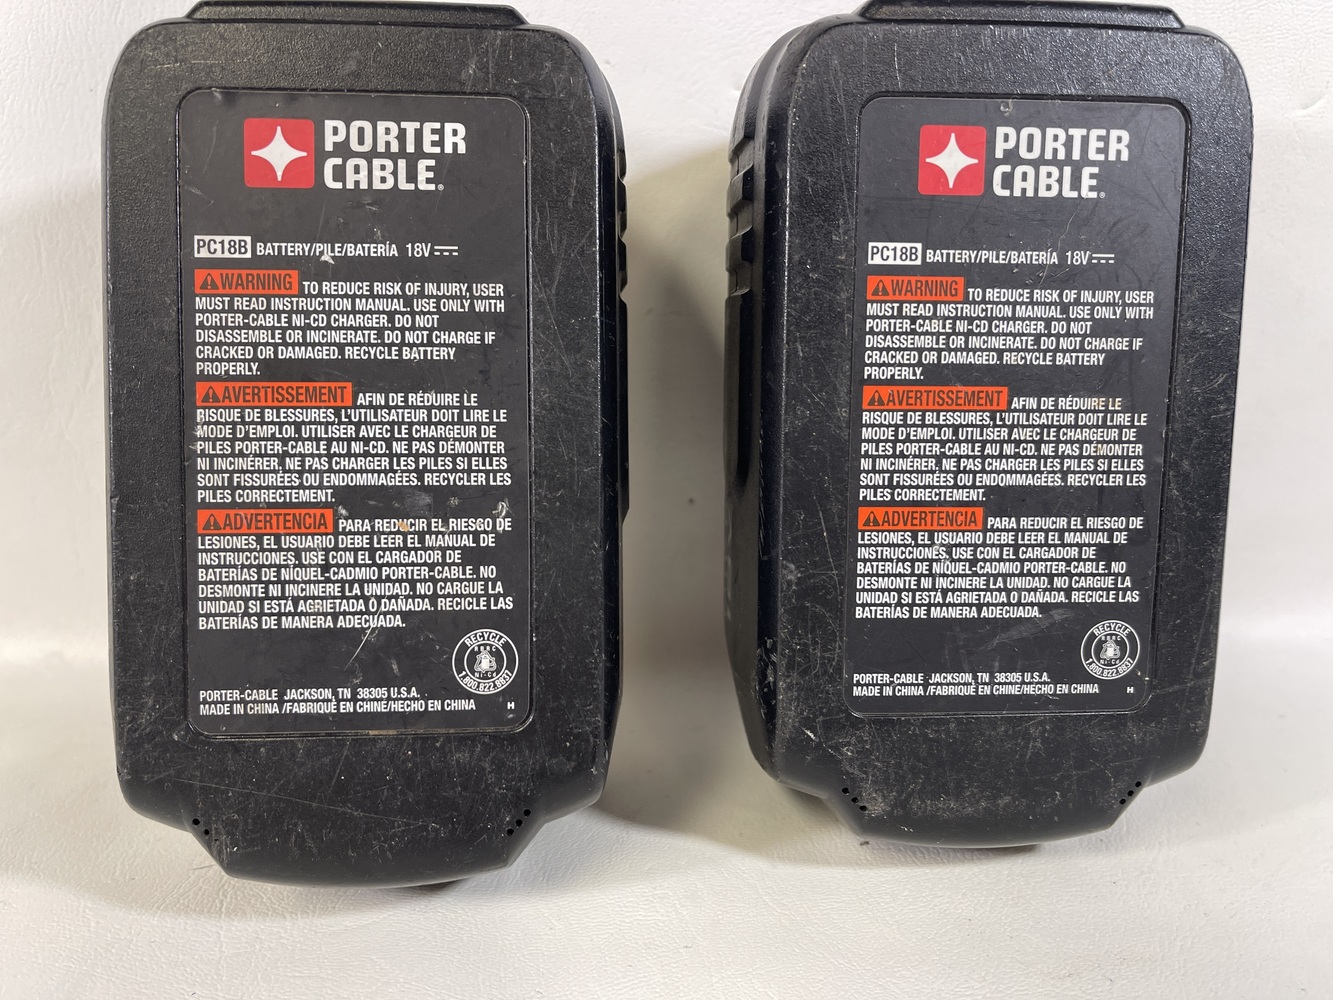 PORTER
CABLE®
PC18B BATTERY/PILE/BATERÍA 18V
WARNING TO REDUCE RISK OF INJURY, USER
MUST READ INSTRUCTION MANUAL. USE ONLY WITH
PORTER-CABLE NI-CD CHARGER. DO NOT
DISASSEMBLE OR INCINERATE. DO NOT CHARGE IF
CRACKED OR DAMAGED. RECYCLE BATTERY
PROPERLY.
AVERTISSEMENT AFIN DE RÉDUIRE LE
RISQUE DE BLESSURES, L'UTILISATEUR DOIT LIRE LE
MODE D'EMPLOI. UTILISER AVEC LE CHARGEUR DE
PILES PORTER-CABLE AU NI-CD. NE PAS DÉMONTER
NI INCINÉRER. NE PAS CHARGER LES PILES SI ELLES
SONT FISSURÉES OU ENDOMMAGÉES. RECYCLER LES
PILES CORRECTEMENT.
ADVERTENCIA PARA REDUCIR EL RIESGO DE
LESIONES, EL USUARIO DEBE LEER EL MANUAL DE
INSTRUCCIONES. USE CON EL CARGADOR DE
BATERÍAS DE NÍQUEL-CADMIO PORTER-CABLE. NO
DESMONTE NI INCINERE LA UNIDAD. NO CARGUE LA
UNIDAD SI ESTÁ AGRIETADA O DAÑADA. RECICLE LAS
BATERÍAS DE MANERA ADECUADA.
RECYCLE
RBRC
Ni-Cd
1.800.822.8837
PORTER-CABLE JACKSON, TN 38305 U.S.A.
MADE IN CHINA /FABRIQUÉ EN CHINE/HECHO EN CHINA H
PORTER
CABLE®
PC18B BATTERY/PILE/BATERÍA 18V
WARNING TO REDUCE RISK OF INJURY, USER
MUST READ INSTRUCTION MANUAL. USE ONLY WITH
PORTER-CABLE NI-CD CHARGER. DO NOT
DISASSEMBLE OR INCINERATE. DO NOT CHARGE IF
CRACKED OR DAMAGED. RECYCLE BATTERY
PROPERLY.
AVERTISSEMENT AFIN DE RÉDUIRE LE
RISQUE DE BLESSURES, L'UTILISATEUR DOIT LIRE LE
MODE D'EMPLOI. UTILISER AVEC LE CHARGEUR DE
PILES PORTER-CABLE AU NI-CD. NE PAS DÉMONTER
NI INCINÉRER. NE PAS CHARGER LES PILES SI ELLES
SONT FISSURÉES OU ENDOMMAGÉES. RECYCLER LES
PILES CORRECTEMENT.
ADVERTENCIA PARA REDUCIR EL RIESGO DE
LESIONES, EL USUARIO DEBE LEER EL MANUAL DE
INSTRUCCIONES. USE CON EL CARGADOR DE
BATERÍAS DE NÍQUEL-CADMIO PORTER-CABLE. NO
DESMONTE NI INCINERE LA UNIDAD. NO CARGUE LA
UNIDAD SI ESTÁ AGRIETADA O DAÑADA. RECICLE LAS
BATERÍAS DE MANERA ADECUADA.
RECYCLE
RBRC
Ni-Cd
1.800.822.8837
PORTER-CABLE JACKSON, TN 38305 U.S.A.
MADE IN CHINA /FABRIQUÉ EN CHINE/HECHO EN CHINA H